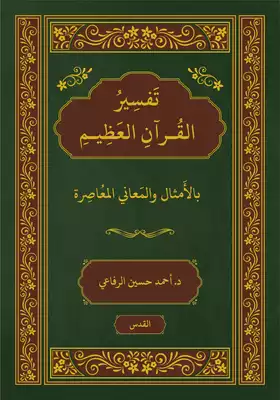 تَفسِيرُ
القُرآنِ العَظِيمِ
بالأَمثال والمَعاني المُعاصِرة
د. أحمد حسين الرفاعي
القدس